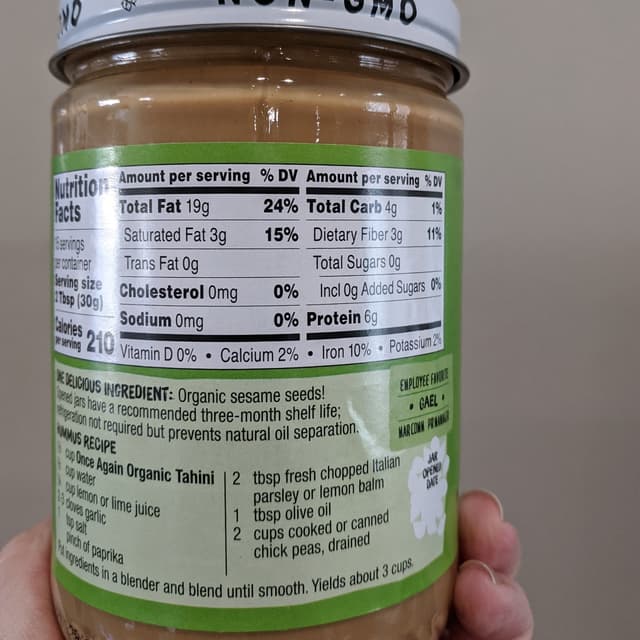 NON-GMO
Nutrition
Facts
servings
per container
Serving size
2 Tbsp (30g)
Calories
per serving 210
Amount per serving % DV
Total Fat 19g 24%
Saturated Fat 3g 15%
Trans Fat 0g
Cholesterol 0mg 0%
Sodium 0mg 0%
Amount per serving % DV
Total Carb 4g 1%
Dietary Fiber 3g 11%
Total Sugars 0g
Incl 0g Added Sugars 0%
Protein 6g
Vitamin D 0% • Calcium 2% • Iron 10% • Potassium 2%
ONE DELICIOUS INGREDIENT: Organic sesame seeds!
Opened jars have a recommended three-month shelf life;
refrigeration not required but prevents natural oil separation.
HUMMUS RECIPE
cup Once Again Organic Tahini
cup water
cup lemon or lime juice
cloves garlic
tsp salt
pinch of paprika
2 tbsp fresh chopped Italian
parsley or lemon balm
1 tbsp olive oil
2 cups cooked or canned
chick peas, drained
Put ingredients in a blender and blend until smooth. Yields about 3 cups.
EMPLOYEE FAVORITE
• GAEL •
MARCOM
JAR
OPENED
DATE